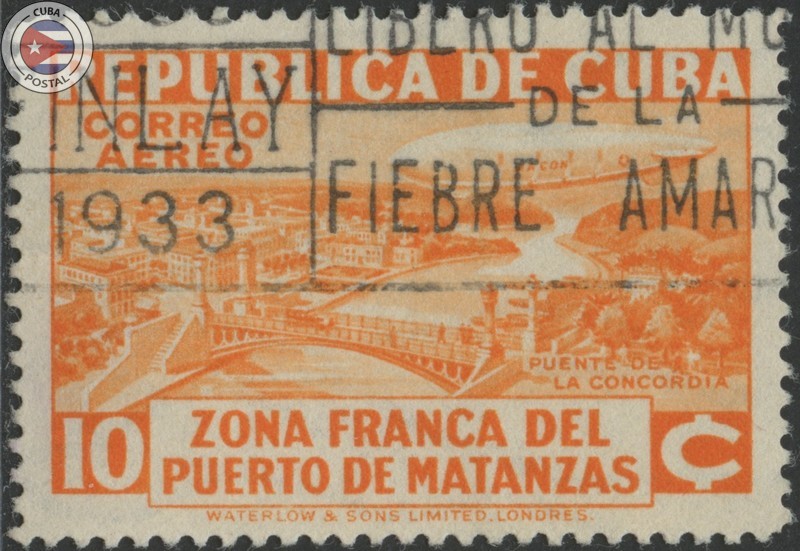 CUBA
POSTAL
LIBERO AL
REPUBLICA DE CUBA
INLAY
DE LA
CORREO
AEREO
FIEBRE AMAR
1933
PUENTE DE
LA CONCORDIA
10 ZONA FRANCA DEL ¢
PUERTO DE MATANZAS
WATERLOW & SONS LIMITED, LONDRES.